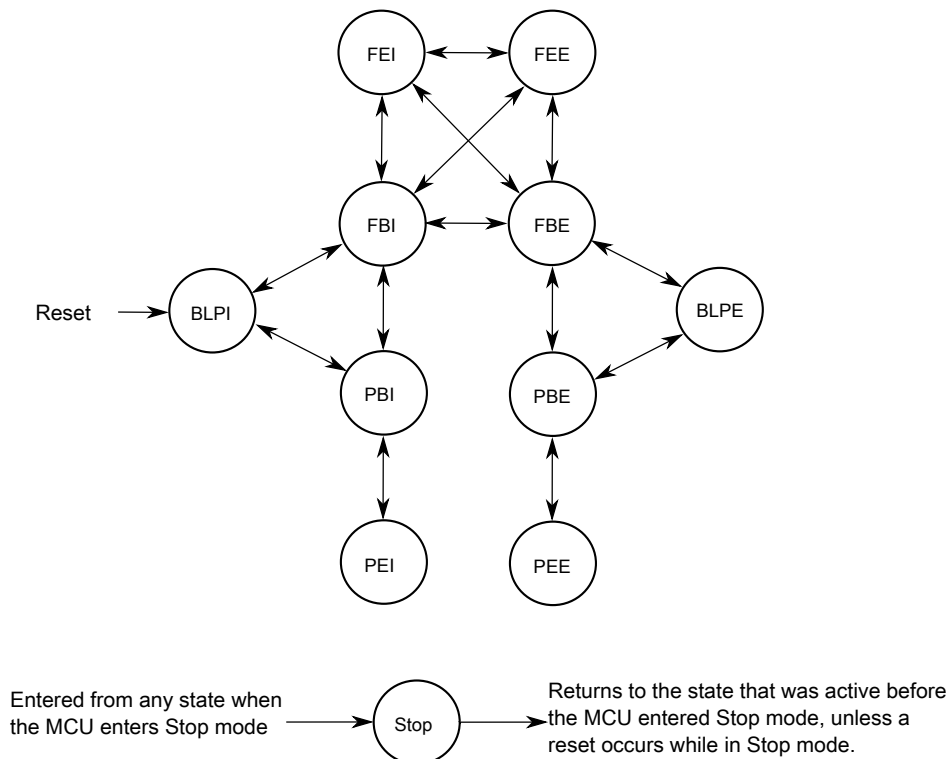 FEI
FEE
FBI
FBE
Reset
BLPI
BLPE
PBI
PBE
PEI
PEE
Entered from any state when
the MCU enters Stop mode
Stop
Returns to the state that was active before
the MCU entered Stop mode, unless a
reset occurs while in Stop mode.